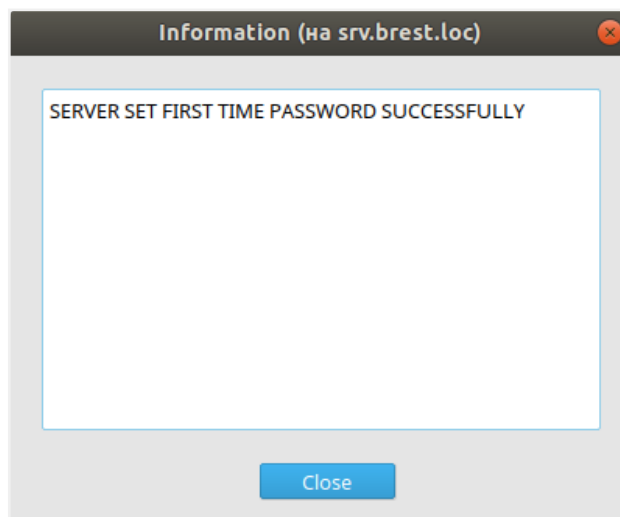 Information (на srv.brest.loc)
SERVER SET FIRST TIME PASSWORD SUCCESSFULLY
Close